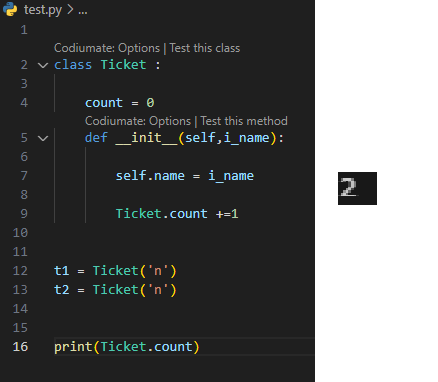 test.py > ...
1
Codiumate: Options | Test this class
2 class Ticket :
3
4 count = 0
Codiumate: Options | Test this method
5 def __init__(self,i_name):
6
7 self.name = i_name
8
9 Ticket.count +=1
10
11
12 t1 = Ticket('n')
13 t2 = Ticket('n')
14
15
16 print(Ticket.count)
2